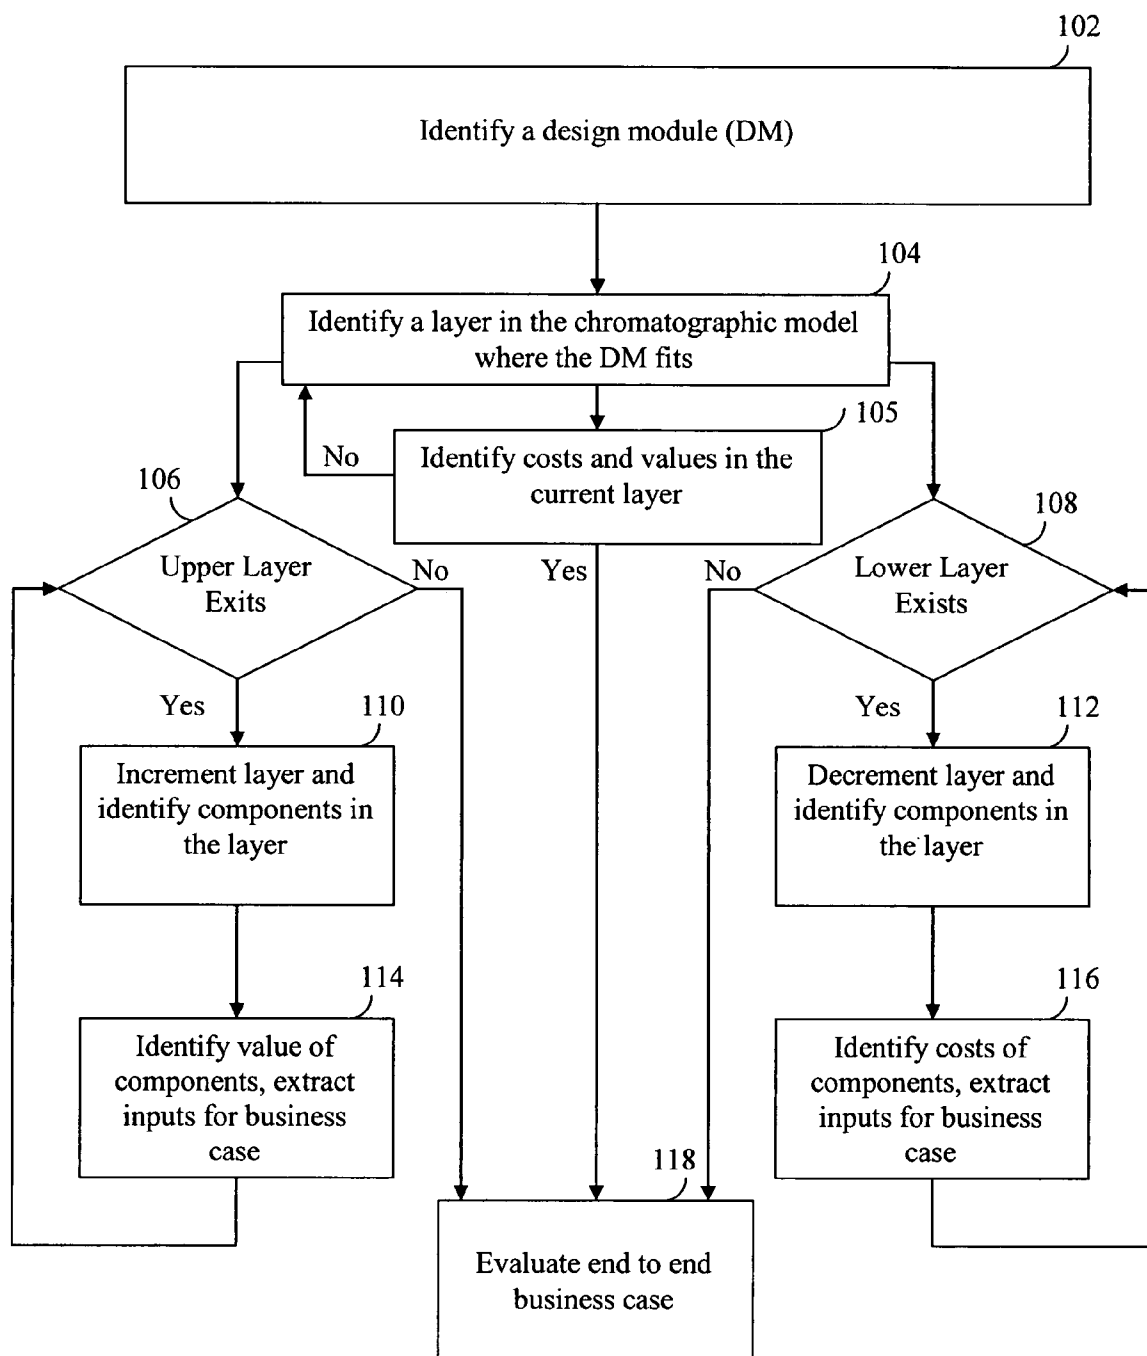 102
Identify a design module (DM)
104
Identify a layer in the chromatographic model
where the DM fits
105
No
Identify costs and values in the
current layer
106
Upper Layer
Exits
No
Yes
No
108
Lower Layer
Exists
Yes
110
Increment layer and
identify components in
the layer
Yes
112
Decrement layer and
identify components in
the layer
114
Identify value of
components, extract
inputs for business
case
116
Identify costs of
components, extract
inputs for business
case
118
Evaluate end to end
business case